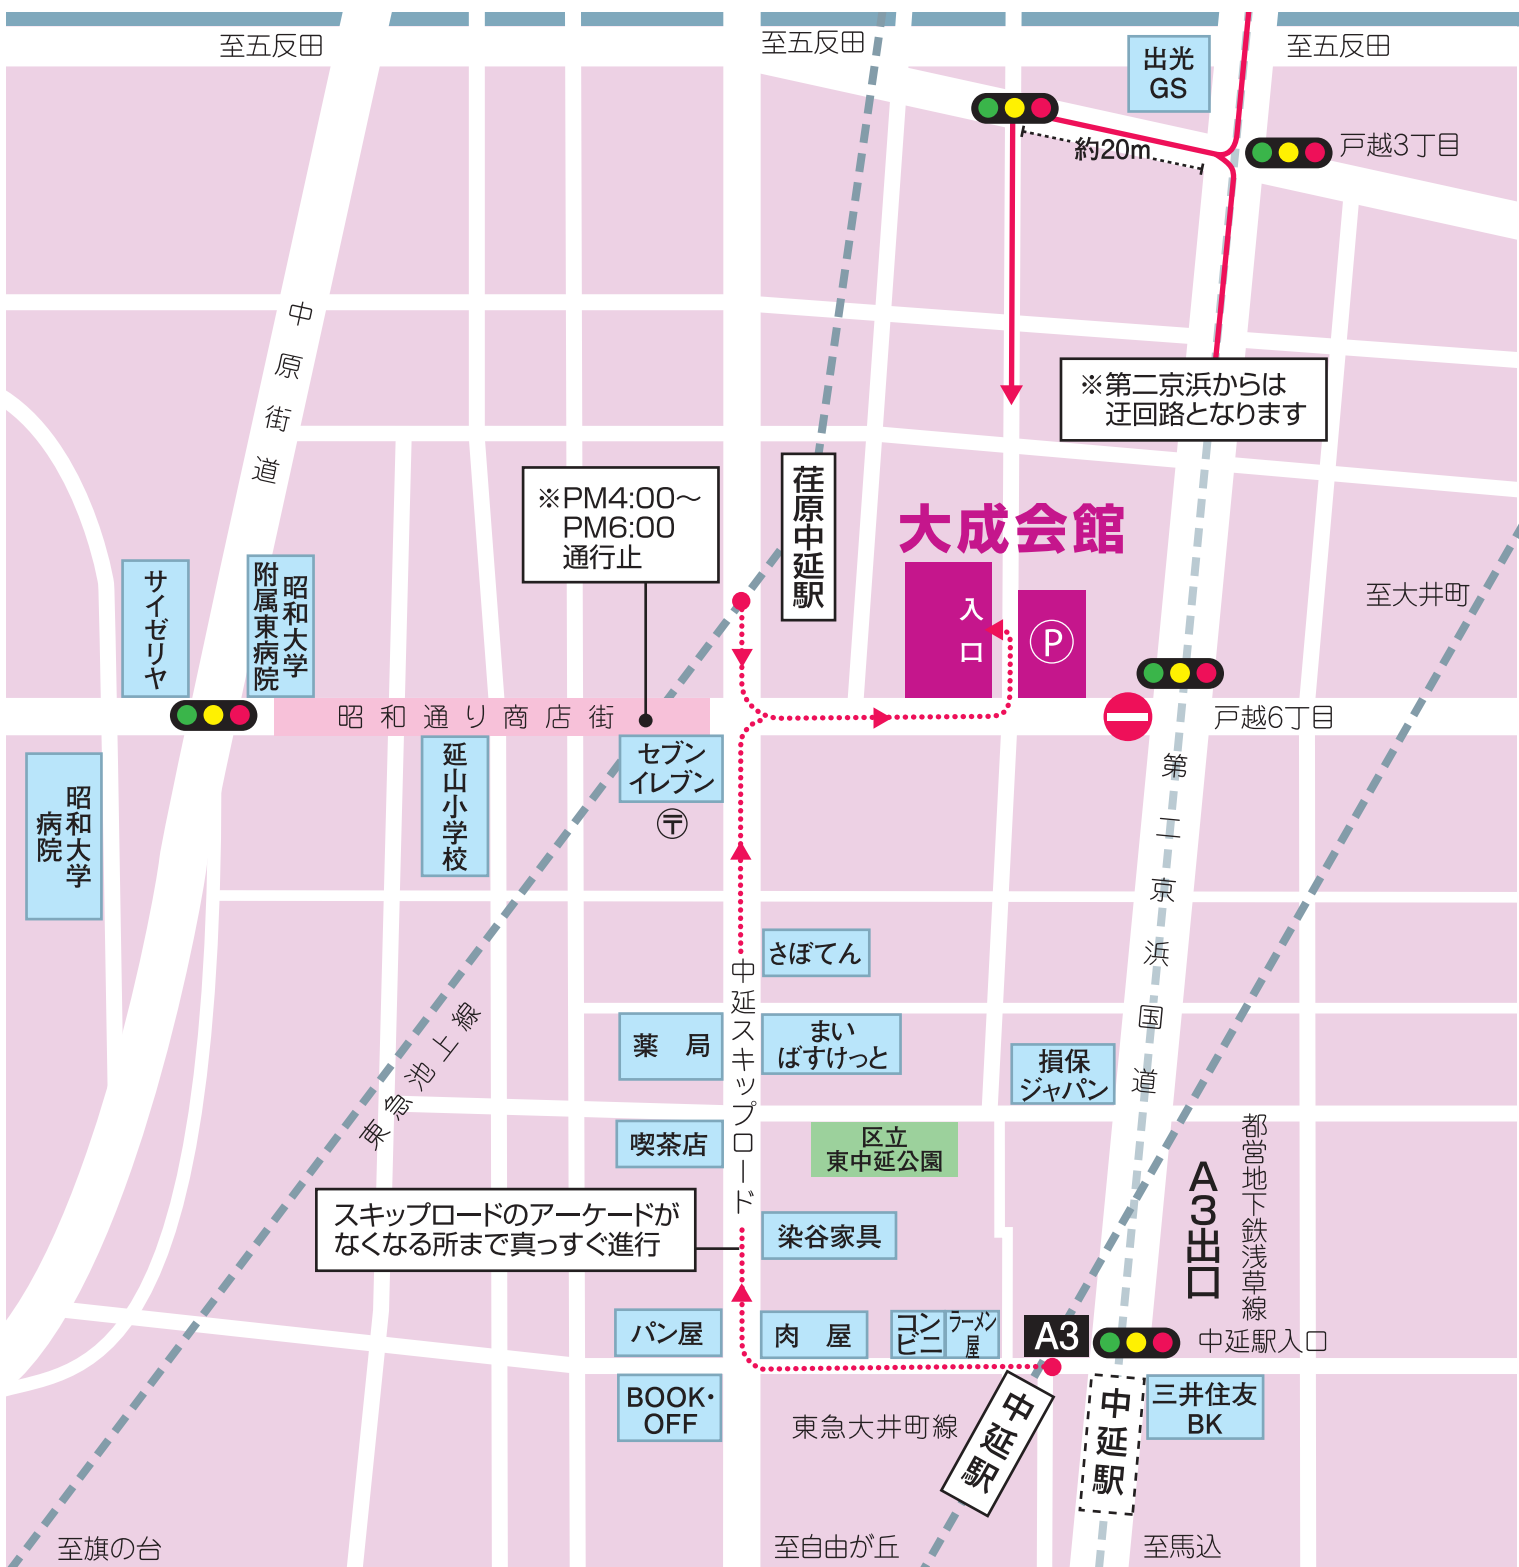 至五反田
至五反田
至五反田
出光
GS
戸越3丁目
約20m
中原街道
※第二京浜からは
迂回路となります
※PM4:00〜
PM6:00
通行止
荏原中延駅
大成会館
入口
P
至大井町
サイゼリヤ
昭和大学
附属東病院
昭和通り商店街
戸越6丁目
昭和大学
病院
延山小学校
セブン
イレブン
〒
第二京浜国道
さぼてん
中延スキップロード
東急池上線
薬 局
まい
ばすけっと
損保
ジャパン
喫茶店
区立
東中延公園
都営地下鉄浅草線
A3出口
スキップロードのアーケードが
なくなる所まで真っすぐ進行
染谷家具
パン屋
肉 屋
コン
ビニ
ラーメン
屋
A3
中延駅入口
BOOK・
OFF
東急大井町線
中延駅
中延駅
三井住友
BK
至旗の台
至自由が丘
至馬込